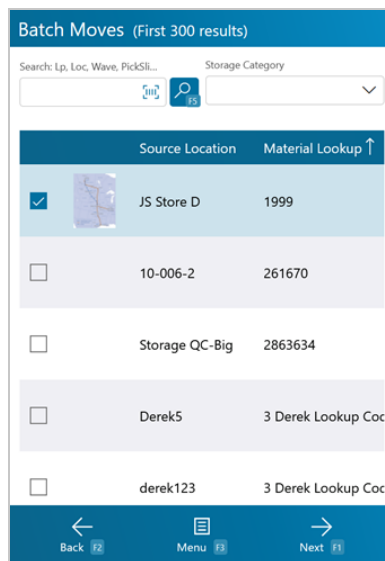 Batch Moves (First 300 results)
Search: Lp, Loc, Wave, PickSli... Storage Category
F5
Source Location Material Lookup ↑
JS Store D 1999
10-006-2 261670
Storage QC-Big 2863634
Derek5 3 Derek Lookup Coc
derek123 3 Derek Lookup Coc
Back F2 Menu F3 Next F1